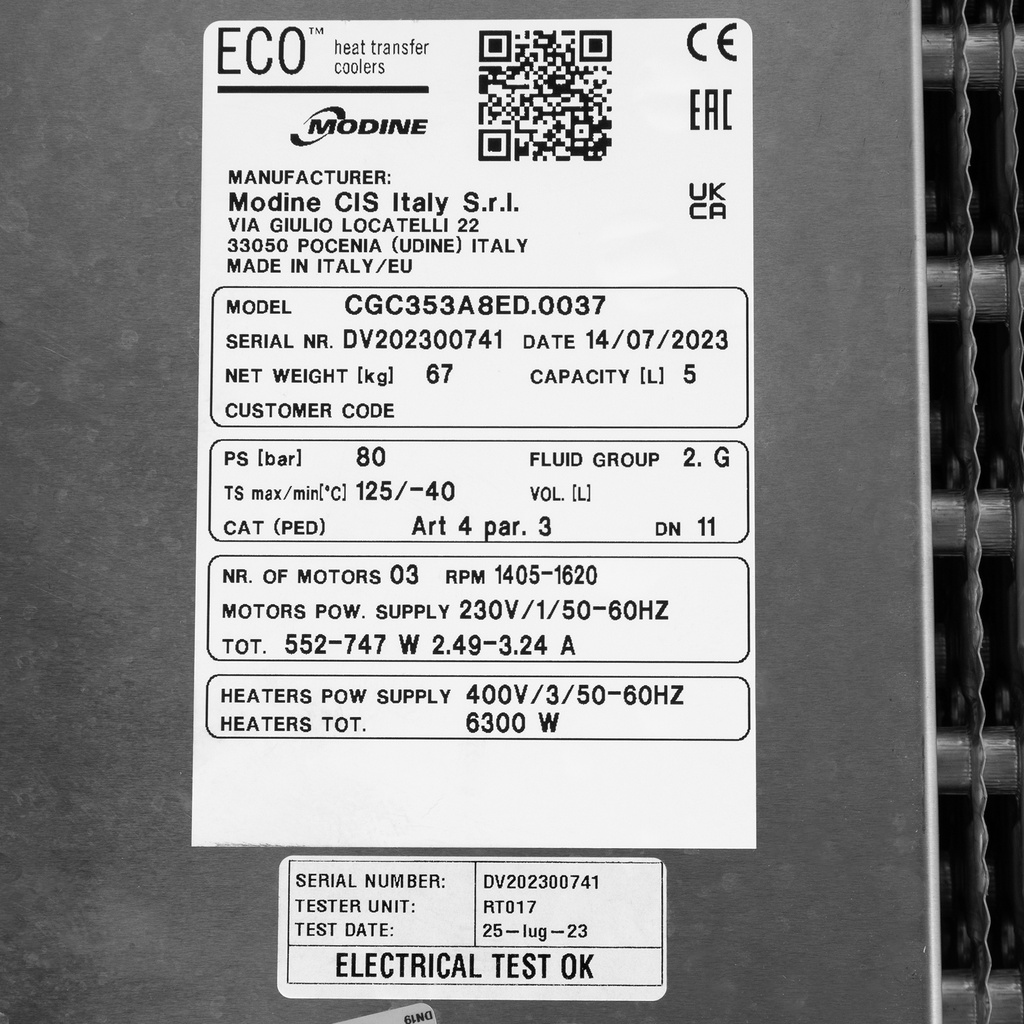 ECO™ heat transfer
coolers
MODINE
CE
EAC
UK
CA
MANUFACTURER:
Modine CIS Italy S.r.l.
VIA GIULIO LOCATELLI 22
33050 POCENIA (UDINE) ITALY
MADE IN ITALY/EU
MODEL CGC353A8ED.0037
SERIAL NR. DV202300741 DATE 14/07/2023
NET WEIGHT [kg] 67 CAPACITY [L] 5
CUSTOMER CODE
PS [bar] 80 FLUID GROUP 2. G
TS max/min[°C] 125/-40 VOL. [L]
CAT (PED) Art 4 par. 3 DN 11
NR. OF MOTORS 03 RPM 1405-1620
MOTORS POW. SUPPLY 230V/1/50-60HZ
TOT. 552-747 W 2.49-3.24 A
HEATERS POW SUPPLY 400V/3/50-60HZ
HEATERS TOT. 6300 W
SERIAL NUMBER: DV202300741
TESTER UNIT: RT017
TEST DATE: 25-lug-23
ELECTRICAL TEST OK
DN19